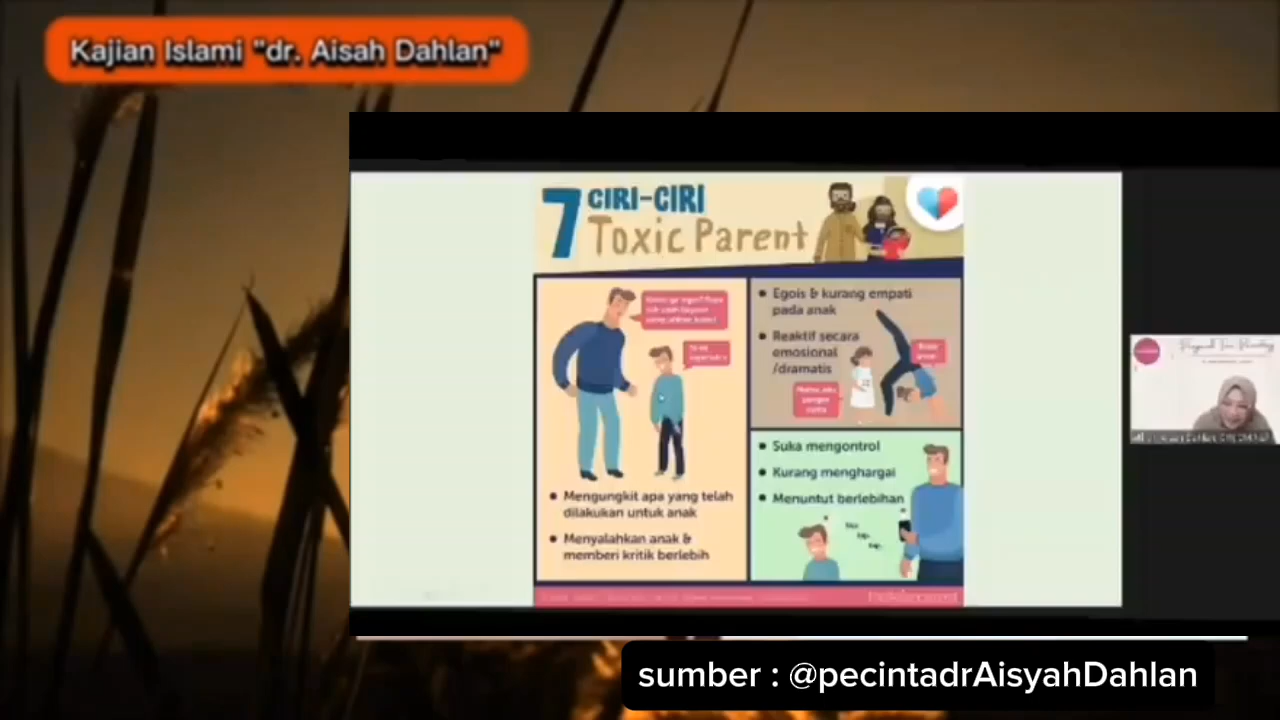 Kajian Islami "dr. Aisah Dahlan"
7 CIRI-CIRI
Toxic Parent
Mengungkit apa yang telah
dilakukan untuk anak
Menyalahkan anak &
memberi kritik berlebih
Egois & kurang empati
pada anak
Reaktif secara
emosional
/dramatis
Suka mengontrol
Kurang menghargai
Menuntut berlebihan
sumber : @pecintadrAisyahDahlan